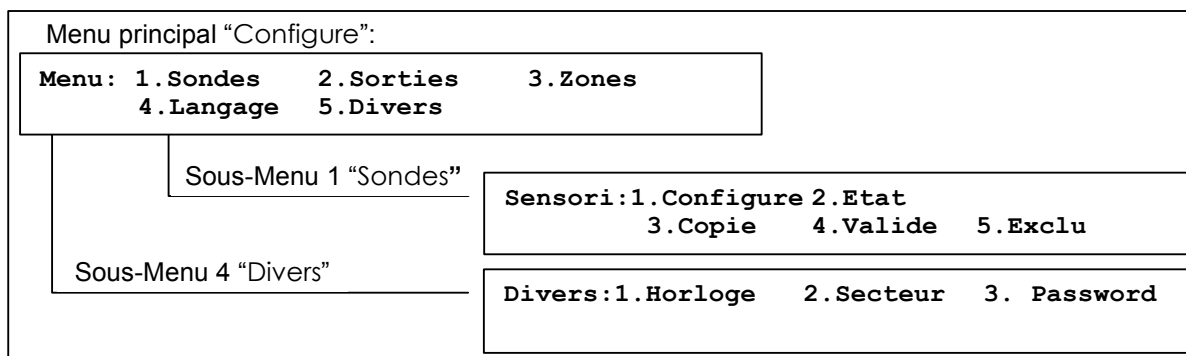 Menu principal “Configure”:
Menu: 1.Sondes 2.Sorties 3.Zones
4.Langage 5.Divers
Sous-Menu 1 “Sondes”
Sensori:1.Configure 2.Etat
3.Copie 4.Valide 5.Exclu
Sous-Menu 4 “Divers”
Divers:1.Horloge 2.Secteur 3. Password